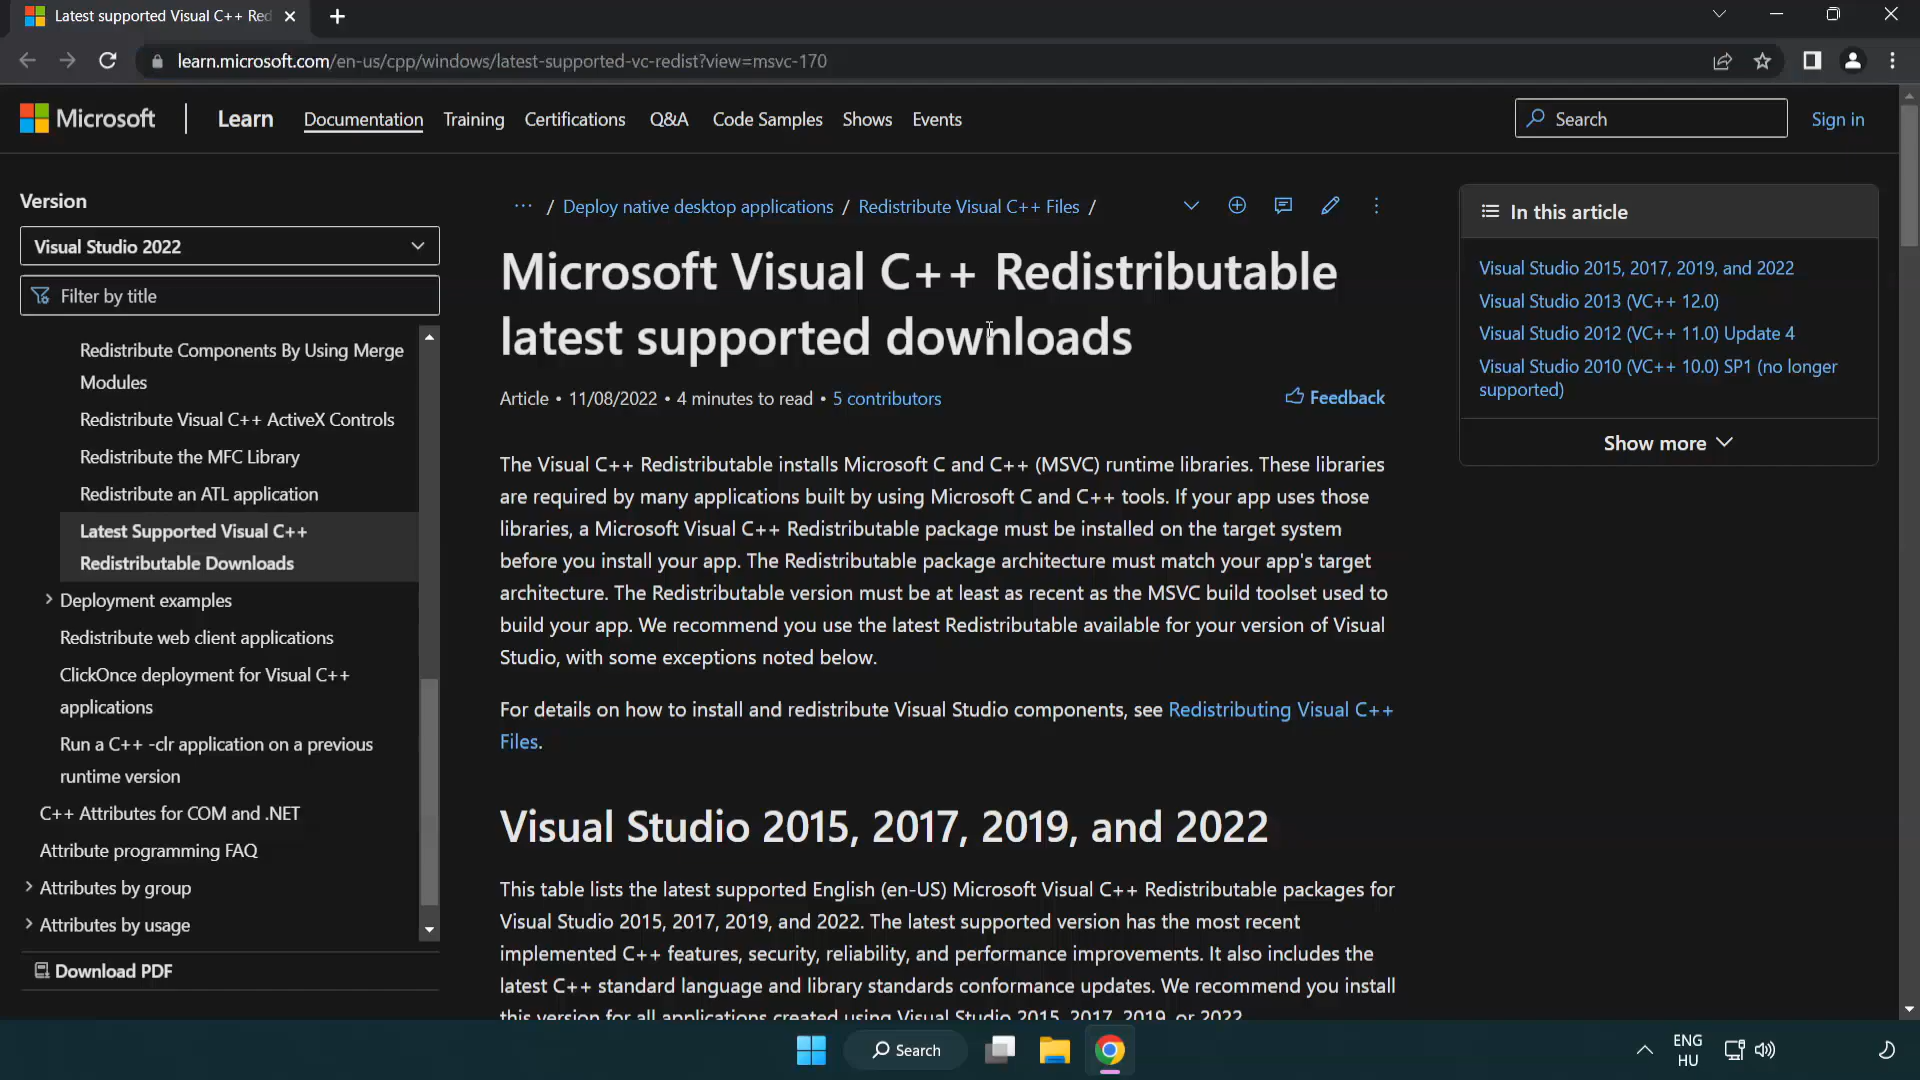 Latest supported Visual C++ Red
learn.microsoft.com/en-us/cpp/windows/latest-supported-vc-redist?view=msvc-170
Microsoft
Learn
Documentation
Training
Certifications
Q&A
Code Samples
Shows
Events
Search
Sign in
Version
Visual Studio 2022
Filter by title
Redistribute Components By Using Merge
Modules
Redistribute Visual C++ ActiveX Controls
Redistribute the MFC Library
Redistribute an ATL application
Latest Supported Visual C++
Redistributable Downloads
Deployment examples
Redistribute web client applications
ClickOnce deployment for Visual C++
applications
Run a C++ -clr application on a previous
runtime version
C++ Attributes for COM and .NET
Attribute programming FAQ
Attributes by group
Attributes by usage
Download PDF
... / Deploy native desktop applications / Redistribute Visual C++ Files /
Microsoft Visual C++ Redistributable
latest supported downloads
Article • 11/08/2022 • 4 minutes to read • 5 contributors
Feedback
The Visual C++ Redistributable installs Microsoft C and C++ (MSVC) runtime libraries. These libraries
are required by many applications built by using Microsoft C and C++ tools. If your app uses those
libraries, a Microsoft Visual C++ Redistributable package must be installed on the target system
before you install your app. The Redistributable package architecture must match your app's target
architecture. The Redistributable version must be at least as recent as the MSVC build toolset used to
build your app. We recommend you use the latest Redistributable available for your version of Visual
Studio, with some exceptions noted below.
For details on how to install and redistribute Visual Studio components, see Redistributing Visual C++
Files.
Visual Studio 2015, 2017, 2019, and 2022
This table lists the latest supported English (en-US) Microsoft Visual C++ Redistributable packages for
Visual Studio 2015, 2017, 2019, and 2022. The latest supported version has the most recent
implemented C++ features, security, reliability, and performance improvements. It also includes the
latest C++ standard language and library standards conformance updates. We recommend you install
this version for all applications created using Visual Studio 2015, 2017, 2019, or 2022.
In this article
Visual Studio 2015, 2017, 2019, and 2022
Visual Studio 2013 (VC++ 12.0)
Visual Studio 2012 (VC++ 11.0) Update 4
Visual Studio 2010 (VC++ 10.0) SP1 (no longer
supported)
Show more
Search
ENG
HU